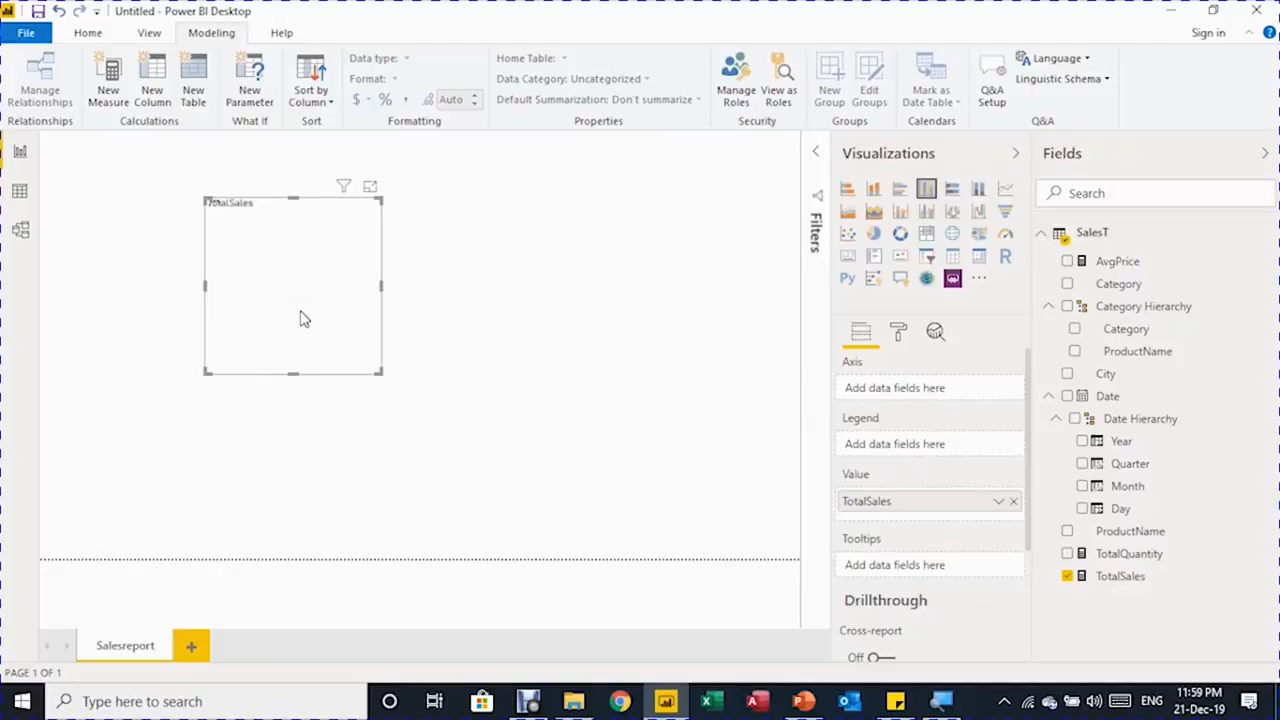 Untitled - Power BI Desktop
File Home View Modeling Help Sign in
Manage Relationships
New Measure
New Column
New Table
New Parameter
Sort by Column
Data type:
Format:
$ % , Auto
Home Table:
Data Category: Uncategorized
Default Summarization: Don't summarize
Manage Roles
View as Roles
New Group
Edit Groups
Mark as Date Table
Q&A Setup
Language
Linguistic Schema
Relationships Calculations What If Sort Formatting Properties Security Groups Calendars Q&A
TotalSales
Filters
Visualizations
R
Py
Axis
Add data fields here
Legend
Add data fields here
Value
TotalSales
Tooltips
Add data fields here
Drillthrough
Cross-report
Off
Fields
Search
SalesT
AvgPrice
Category
Category Hierarchy
Category
ProductName
City
Date
Date Hierarchy
Year
Quarter
Month
Day
ProductName
TotalQuantity
TotalSales
Salesreport
PAGE 1 OF 1
Type here to search
ENG
11:59 PM
21-Dec-19